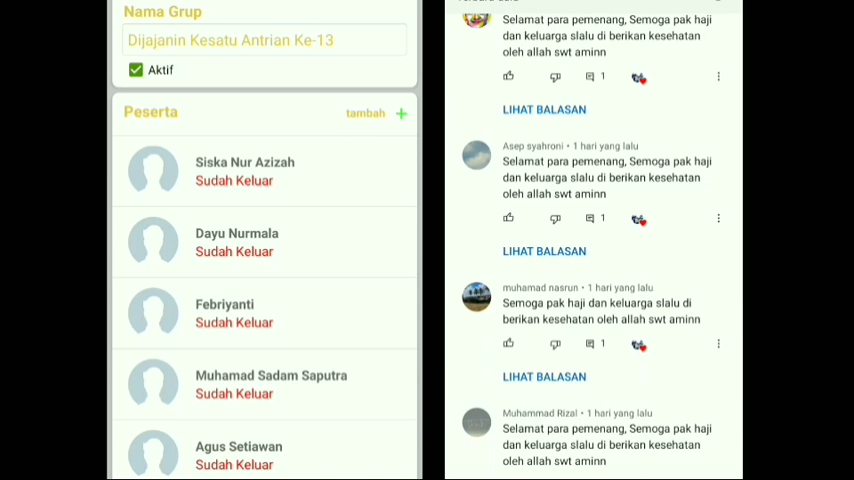 Nama Grup
Dijajanin Kesatu Antrian Ke-13
Aktif
Peserta
tambah +
Siska Nur Azizah
Sudah Keluar
Dayu Nurmala
Sudah Keluar
Febriyanti
Sudah Keluar
Muhamad Sadam Saputra
Sudah Keluar
Agus Setiawan
Sudah Keluar
Selamat para pemenang, Semoga pak haji
dan keluarga slalu di berikan kesehatan
oleh allah swt aminn
1
LIHAT BALASAN
Asep syahroni • 1 hari yang lalu
Selamat para pemenang, Semoga pak haji
dan keluarga slalu di berikan kesehatan
oleh allah swt aminn
1
LIHAT BALASAN
muhamad nasrun • 1 hari yang lalu
Semoga pak haji dan keluarga slalu di
berikan kesehatan oleh allah swt aminn
1
LIHAT BALASAN
Muhammad Rizal • 1 hari yang lalu
Selamat para pemenang, Semoga pak haji
dan keluarga slalu di berikan kesehatan
oleh allah swt aminn